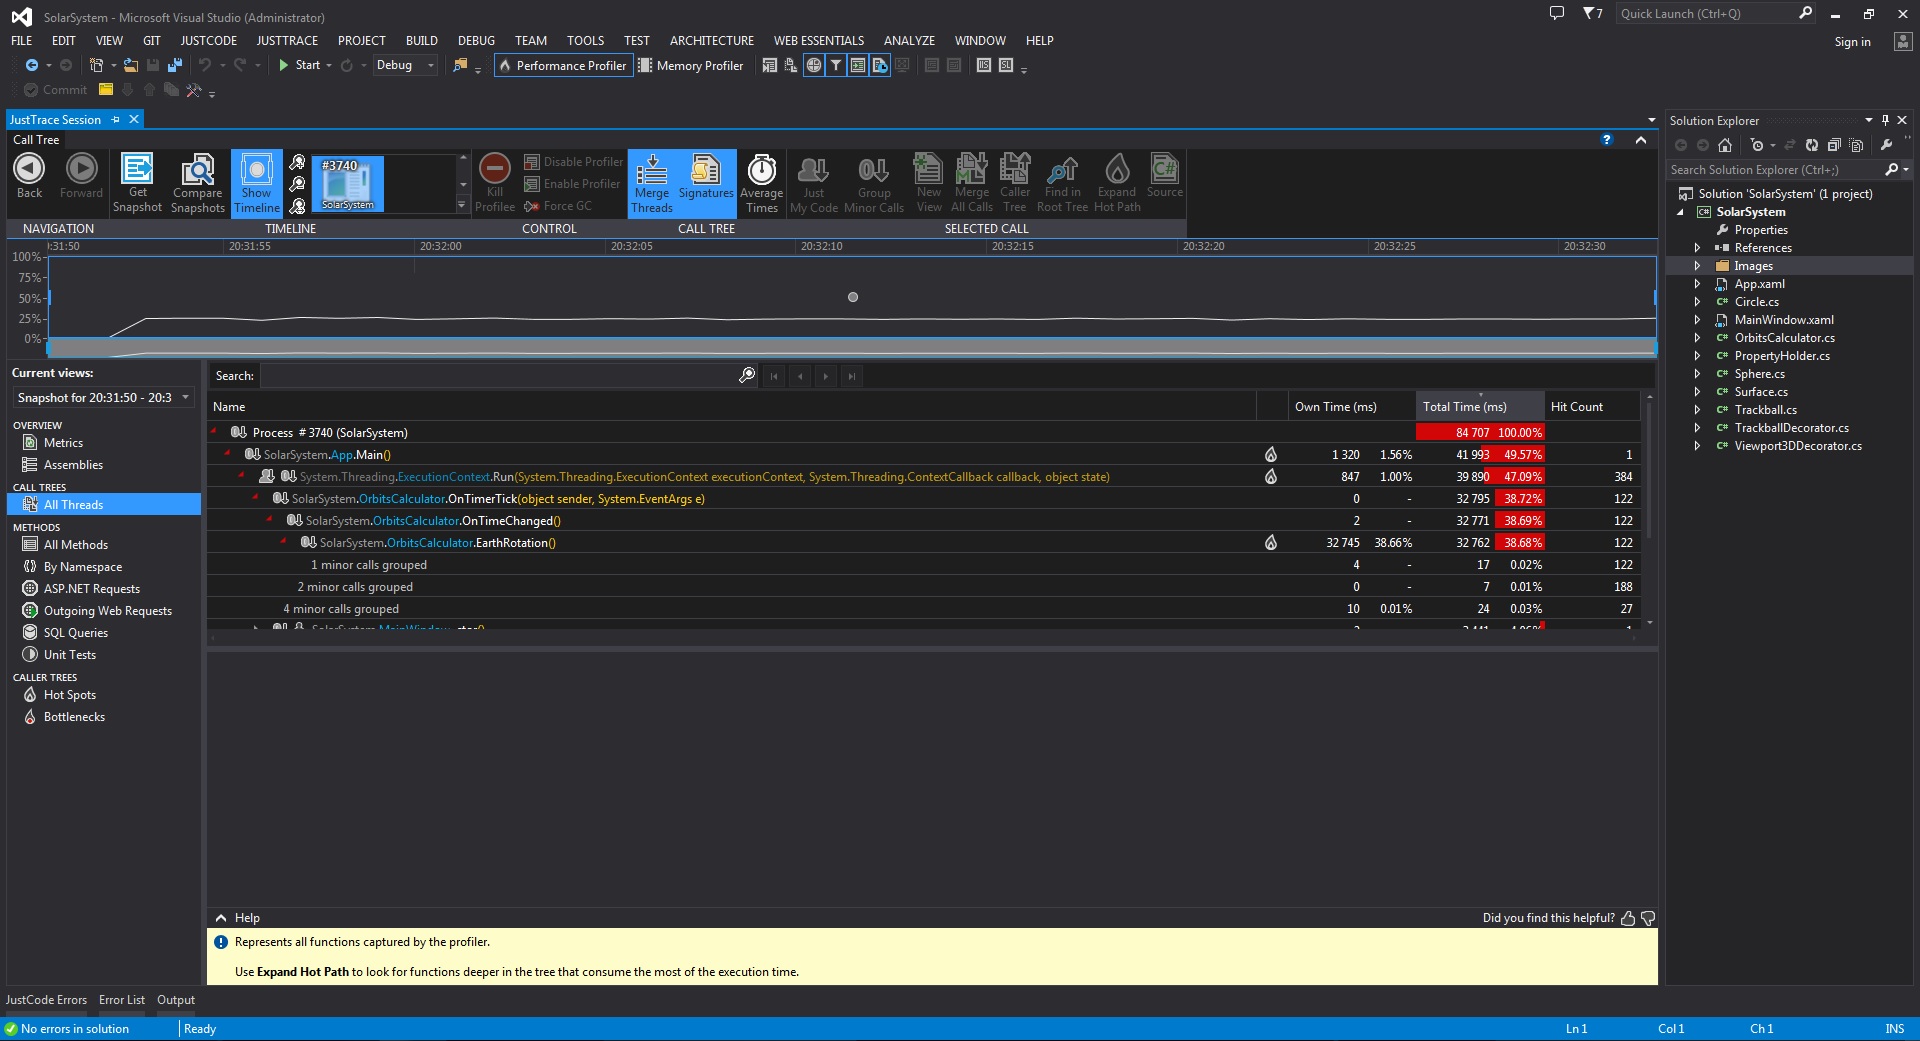 SolarSystem - Microsoft Visual Studio (Administrator)
7
Quick Launch (Ctrl+Q)
FILE EDIT VIEW GIT JUSTCODE JUSTTRACE PROJECT BUILD DEBUG TEAM TOOLS TEST ARCHITECTURE WEB ESSENTIALS ANALYZE WINDOW HELP
Sign in
Start Debug Performance Profiler Memory Profiler
Commit
JustTrace Session
Call Tree
Back
Forward
Get Snapshot
Compare Snapshots
Show Timeline
#3740
SolarSystem
Kill Profilee
Disable Profiler
Enable Profiler
Force GC
Merge Threads
Signatures
Average Times
Just My Code
Group Minor Calls
New View
Merge All Calls
Caller Tree
Find in Root Tree
Expand Hot Path
Source
NAVIGATION TIMELINE CONTROL CALL TREE SELECTED CALL
:31:50 20:31:55 20:32:00 20:32:05 20:32:10 20:32:15 20:32:20 20:32:25 20:32:30
100%
75%
50%
25%
0%
Current views:
Snapshot for 20:31:50 - 20:3
OVERVIEW
Metrics
Assemblies
CALL TREES
All Threads
METHODS
All Methods
By Namespace
ASP.NET Requests
Outgoing Web Requests
SQL Queries
Unit Tests
CALLER TREES
Hot Spots
Bottlenecks
Search:
Name Own Time (ms) Total Time (ms) Hit Count
Process # 3740 (SolarSystem) 84 707 100.00%
SolarSystem.App.Main() 1 320 1.56% 41 993 49.57% 1
System.Threading.ExecutionContext.Run(System.Threading.ExecutionContext executionContext, System.Threading.ContextCallback callback, object state) 847 1.00% 39 890 47.09% 384
SolarSystem.OrbitsCalculator.OnTimerTick(object sender, System.EventArgs e) 0 - 32 795 38.72% 122
SolarSystem.OrbitsCalculator.OnTimeChanged() 2 - 32 771 38.69% 122
SolarSystem.OrbitsCalculator.EarthRotation() 32 745 38.66% 32 762 38.68% 122
1 minor calls grouped 4 - 17 0.02% 122
2 minor calls grouped 0 - 7 0.01% 188
4 minor calls grouped 10 0.01% 24 0.03% 27
Help
Did you find this helpful?
Represents all functions captured by the profiler.
Use Expand Hot Path to look for functions deeper in the tree that consume the most of the execution time.
Solution Explorer
Search Solution Explorer (Ctrl+;)
Solution 'SolarSystem' (1 project)
SolarSystem
Properties
References
Images
App.xaml
Circle.cs
MainWindow.xaml
OrbitsCalculator.cs
PropertyHolder.cs
Sphere.cs
Surface.cs
Trackball.cs
TrackballDecorator.cs
Viewport3DDecorator.cs
JustCode Errors Error List Output
No errors in solution Ready Ln 1 Col 1 Ch 1 INS